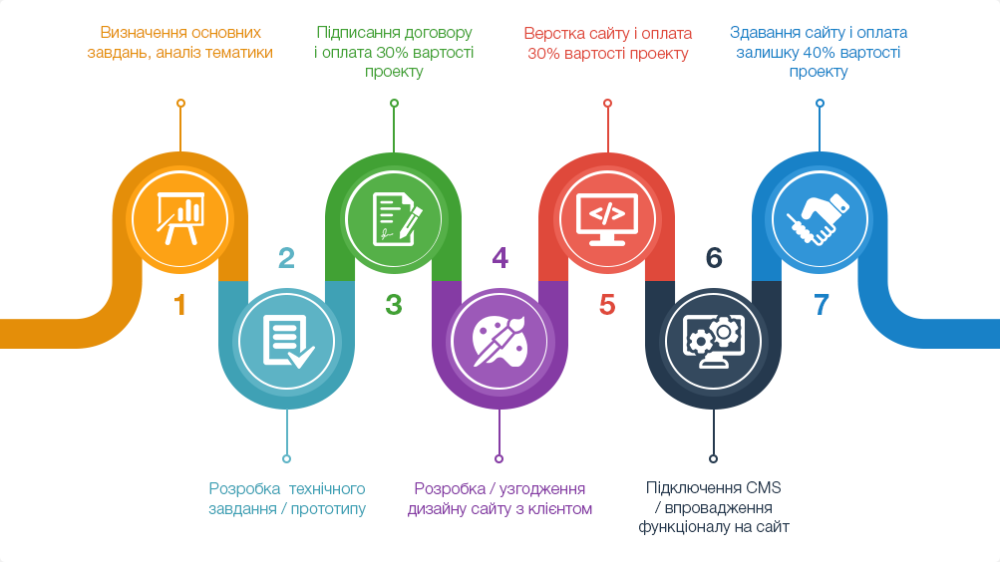 Визначення основних
завдань, аналіз тематики
Підписання договору
і оплата 30% вартості
проекту
Верстка сайту і оплата
30% вартості проекту
Здавання сайту і оплата
залишку 40% вартості
проекту
1
2
3
4
5
6
7
Розробка технічного
завдання / прототипу
Розробка / узгодження
дизайну сайту з клієнтом
Підключення CMS
/ впровадження
функціоналу на сайт